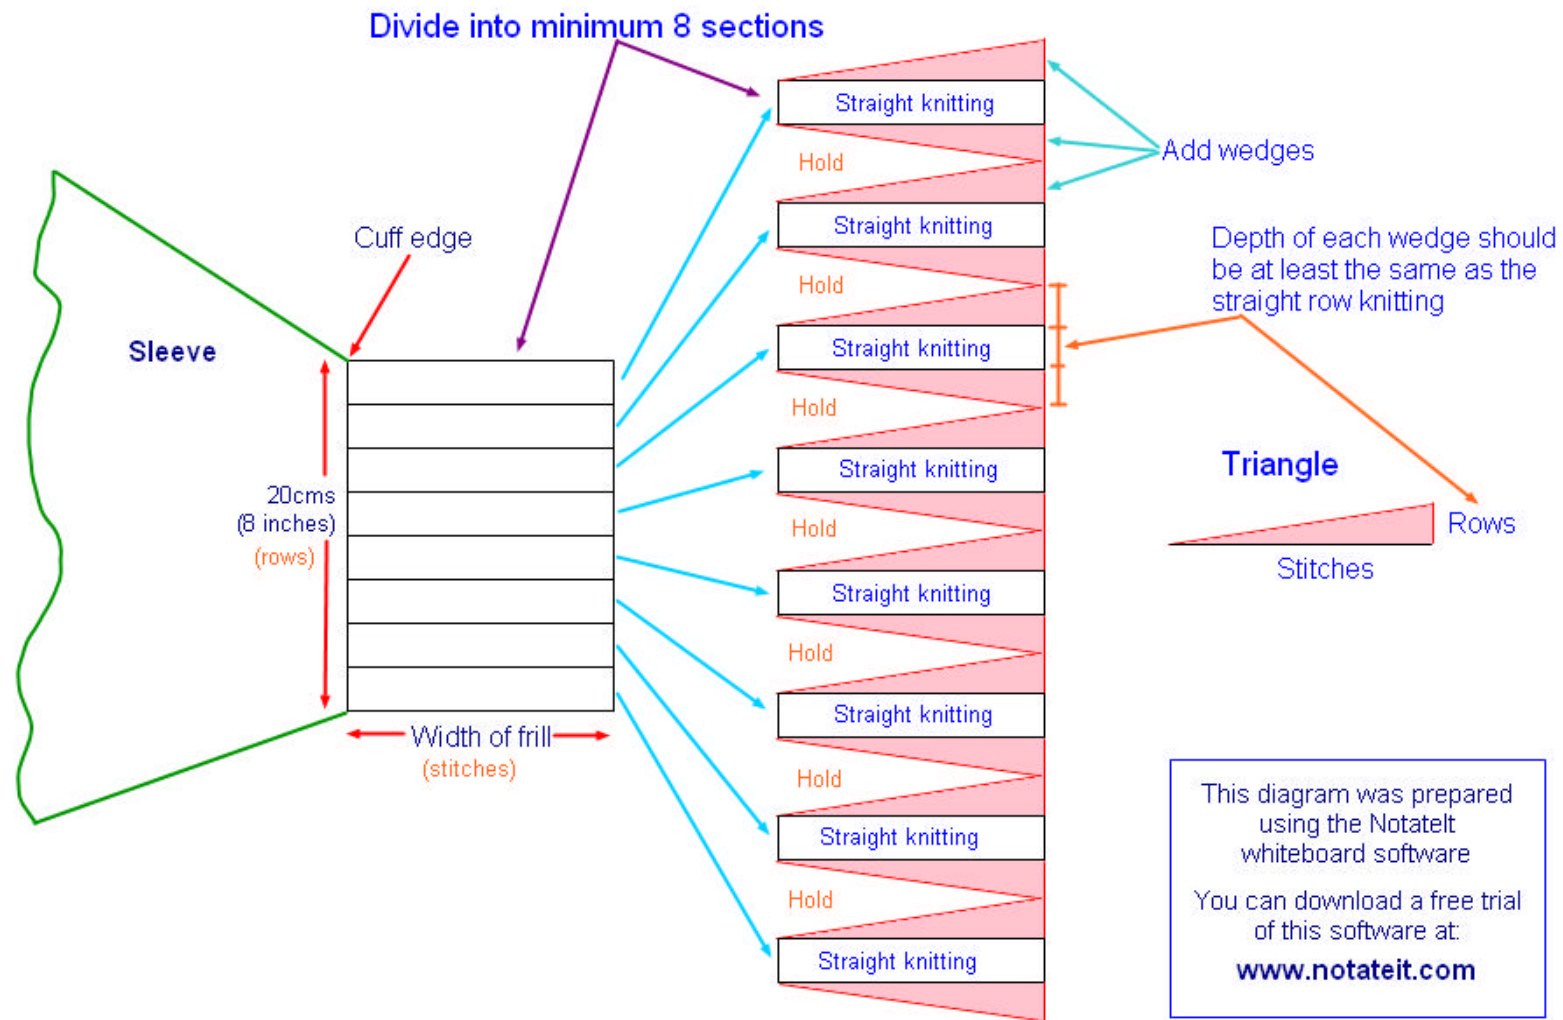 Divide into minimum 8 sections
Straight knitting
Add wedges
Hold
Straight knitting
Cuff edge
Depth of each wedge should
be at least the same as the
straight row knitting
Hold
Sleeve
Straight knitting
Hold
Triangle
Straight knitting
20cms
(8 inches)
(rows)
Rows
Hold
Stitches
Straight knitting
Hold
Straight knitting
Width of frill
(stitches)
Hold
Straight knitting
Hold
Straight knitting
This diagram was prepared
using the NotateIt
whiteboard software
You can download a free trial
of this software at:
www.notateit.com